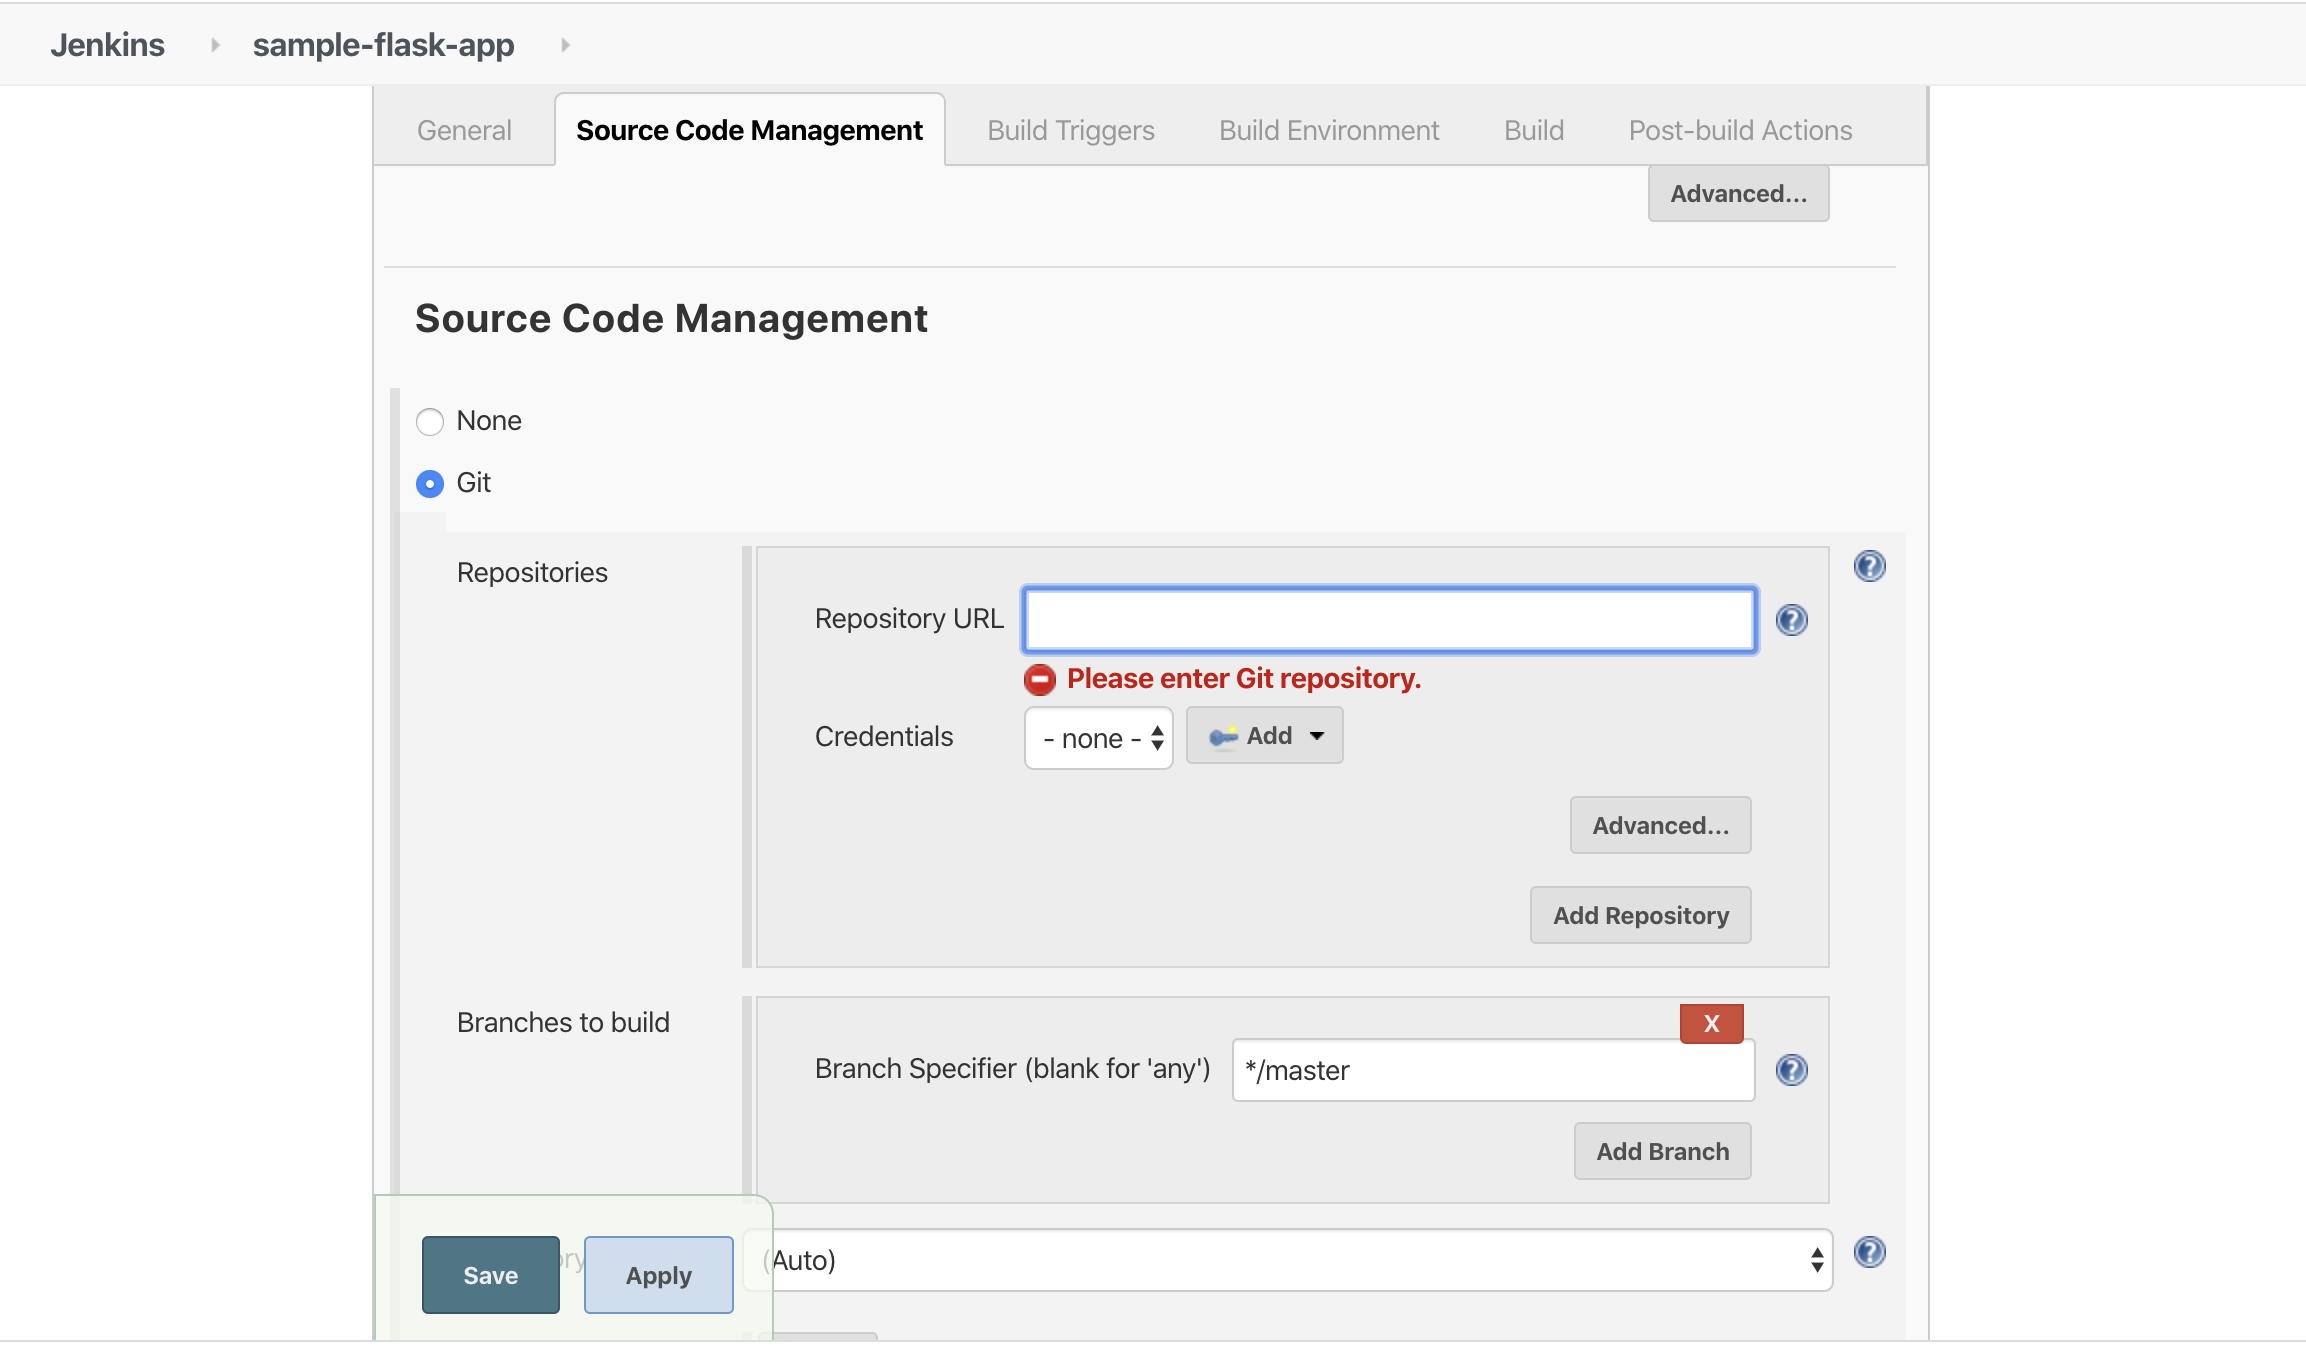 Jenkins sample-flask-app
General Source Code Management Build Triggers Build Environment Build Post-build Actions
Advanced...
Source Code Management
None
Git
Repositories
Repository URL
Please enter Git repository.
Credentials - none - Add
Advanced...
Add Repository
Branches to build
X
Branch Specifier (blank for 'any') */master
Add Branch
Save Apply (Auto)